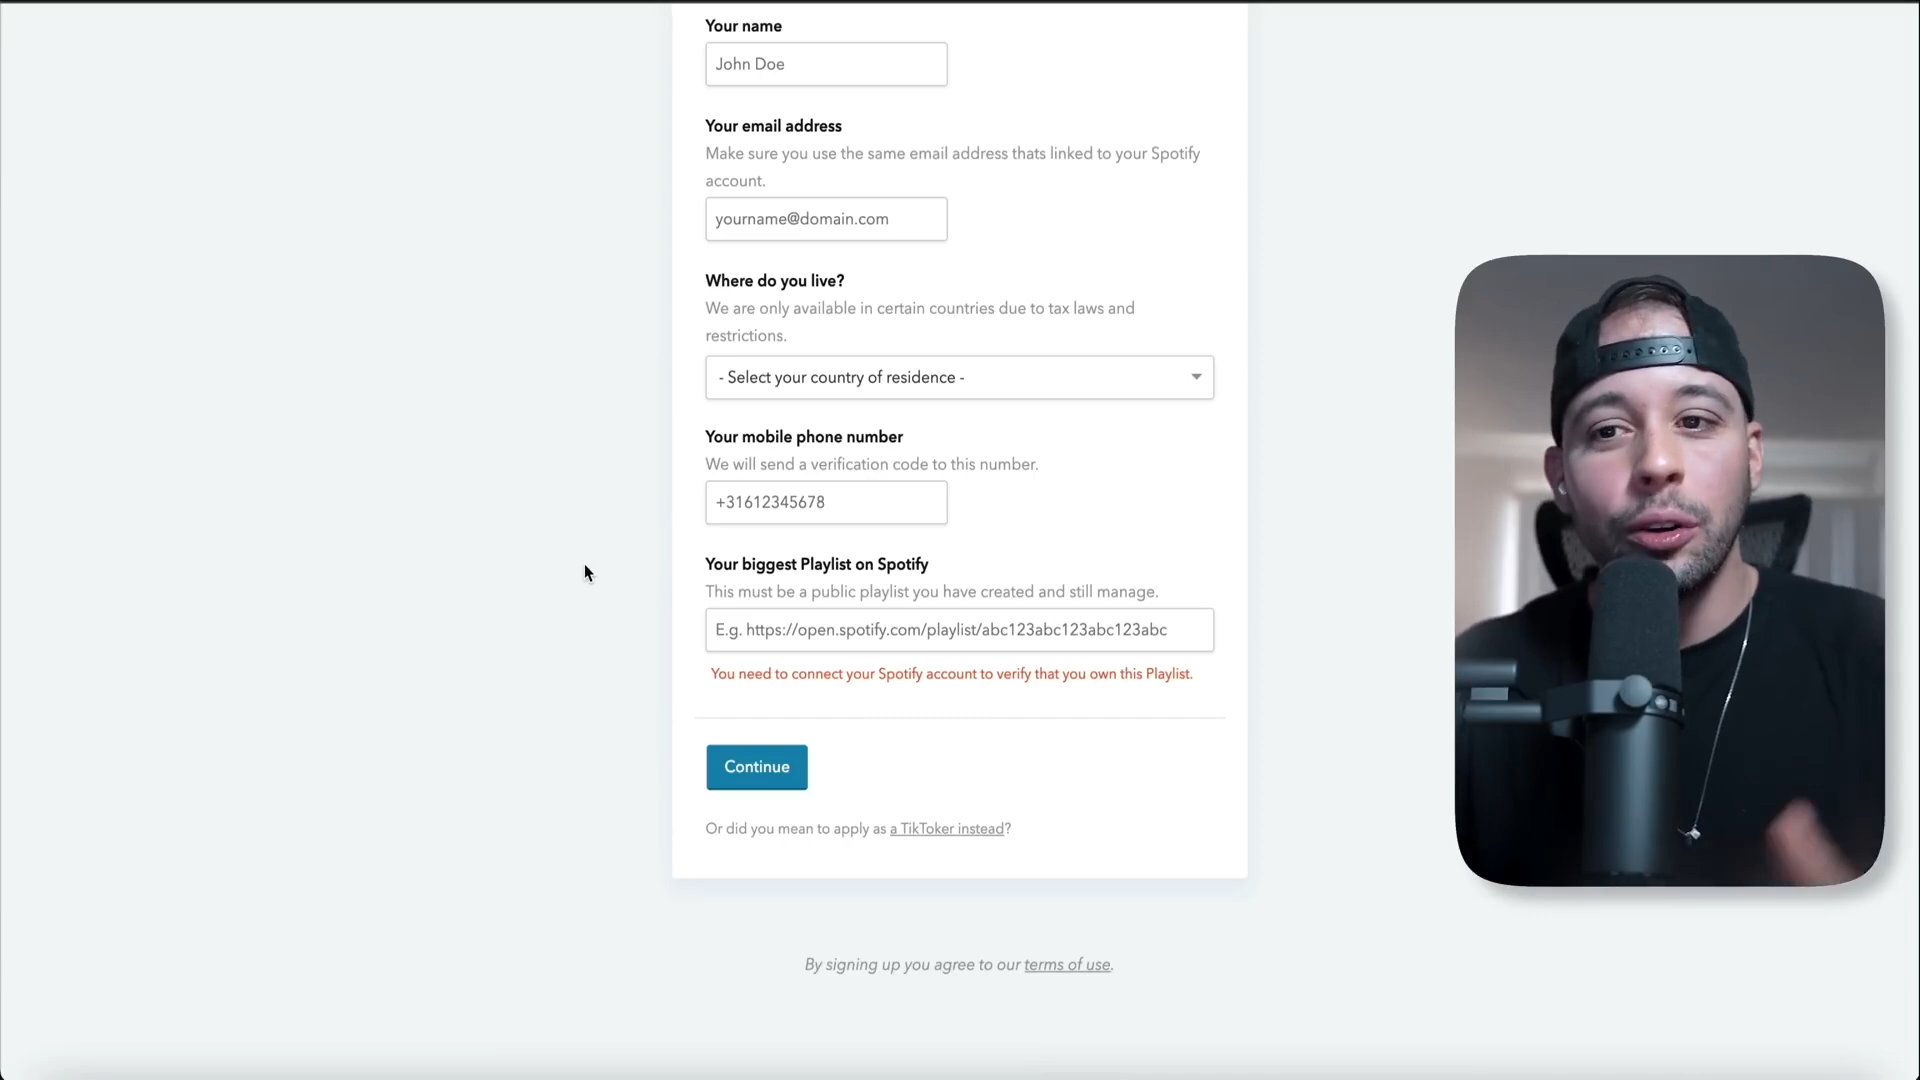 Your name
John Doe
Your email address
Make sure you use the same email address thats linked to your Spotify
account.
yourname@domain.com
Where do you live?
We are only available in certain countries due to tax laws and
restrictions.
- Select your country of residence -
Your mobile phone number
We will send a verification code to this number.
+31612345678
Your biggest Playlist on Spotify
This must be a public playlist you have created and still manage.
E.g. https://open.spotify.com/playlist/abc123abc123abc123abc
You need to connect your Spotify account to verify that you own this Playlist.
Continue
Or did you mean to apply as a TikToker instead?
By signing up you agree to our terms of use.